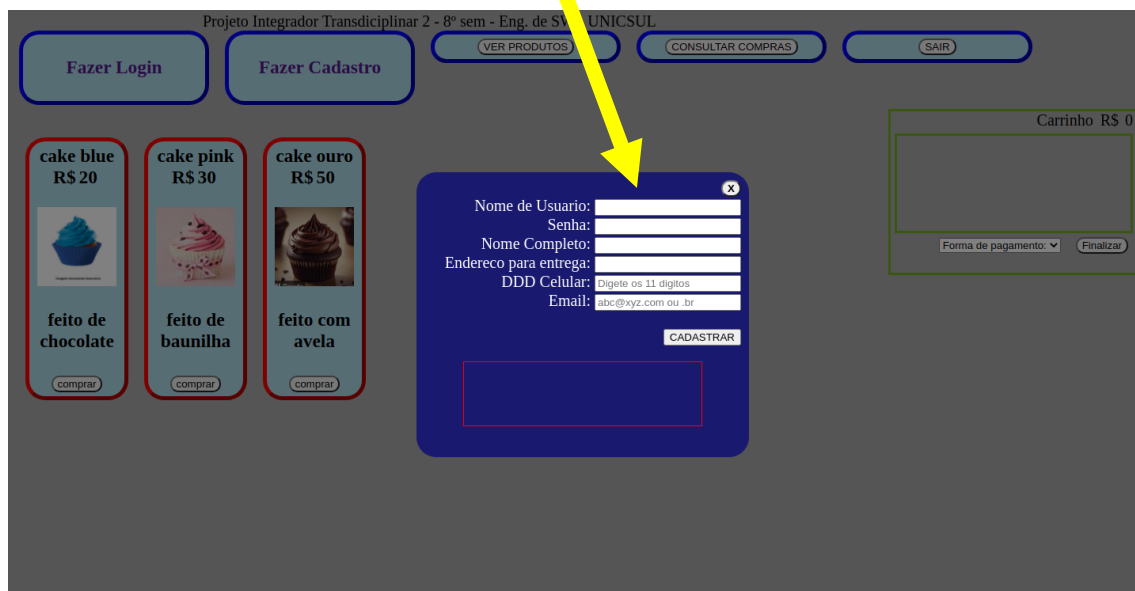 Projeto Integrador Transdiciplinar 2 - 8º sem - Eng. de SW UNICSUL
Fazer Login
Fazer Cadastro
VER PRODUTOS
CONSULTAR COMPRAS
SAIR
Carrinho R$ 0
Forma de pagamento:
Finalizar
cake blue
R$ 20
feito de
chocolate
comprar
cake pink
R$ 30
feito de
baunilha
comprar
cake ouro
R$ 50
feito com
avela
comprar
X
Nome de Usuario:
Senha:
Nome Completo:
Endereco para entrega:
DDD Celular: Digete os 11 digitos
Email: abc@xyz.com ou .br
CADASTRAR